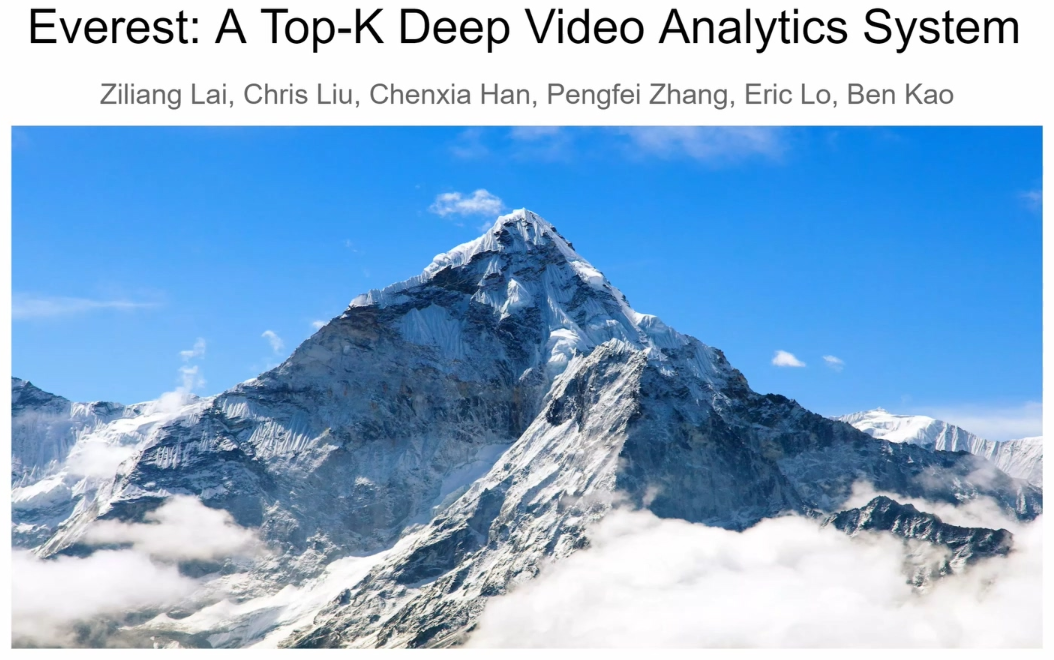 Everest: A Top-K Deep Video Analytics System
Ziliang Lai, Chris Liu, Chenxia Han, Pengfei Zhang, Eric Lo, Ben Kao